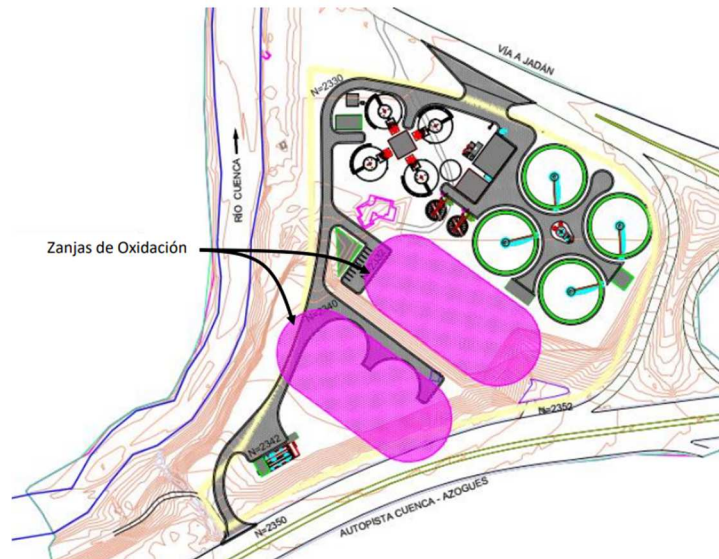 VÍA A JADÁN
N=2330
RÍO CUENCA
Zanjas de Oxidación
N=2340
N=2352
N=2342
N=2350
AUTOPISTA CUENCA - AZOGUES